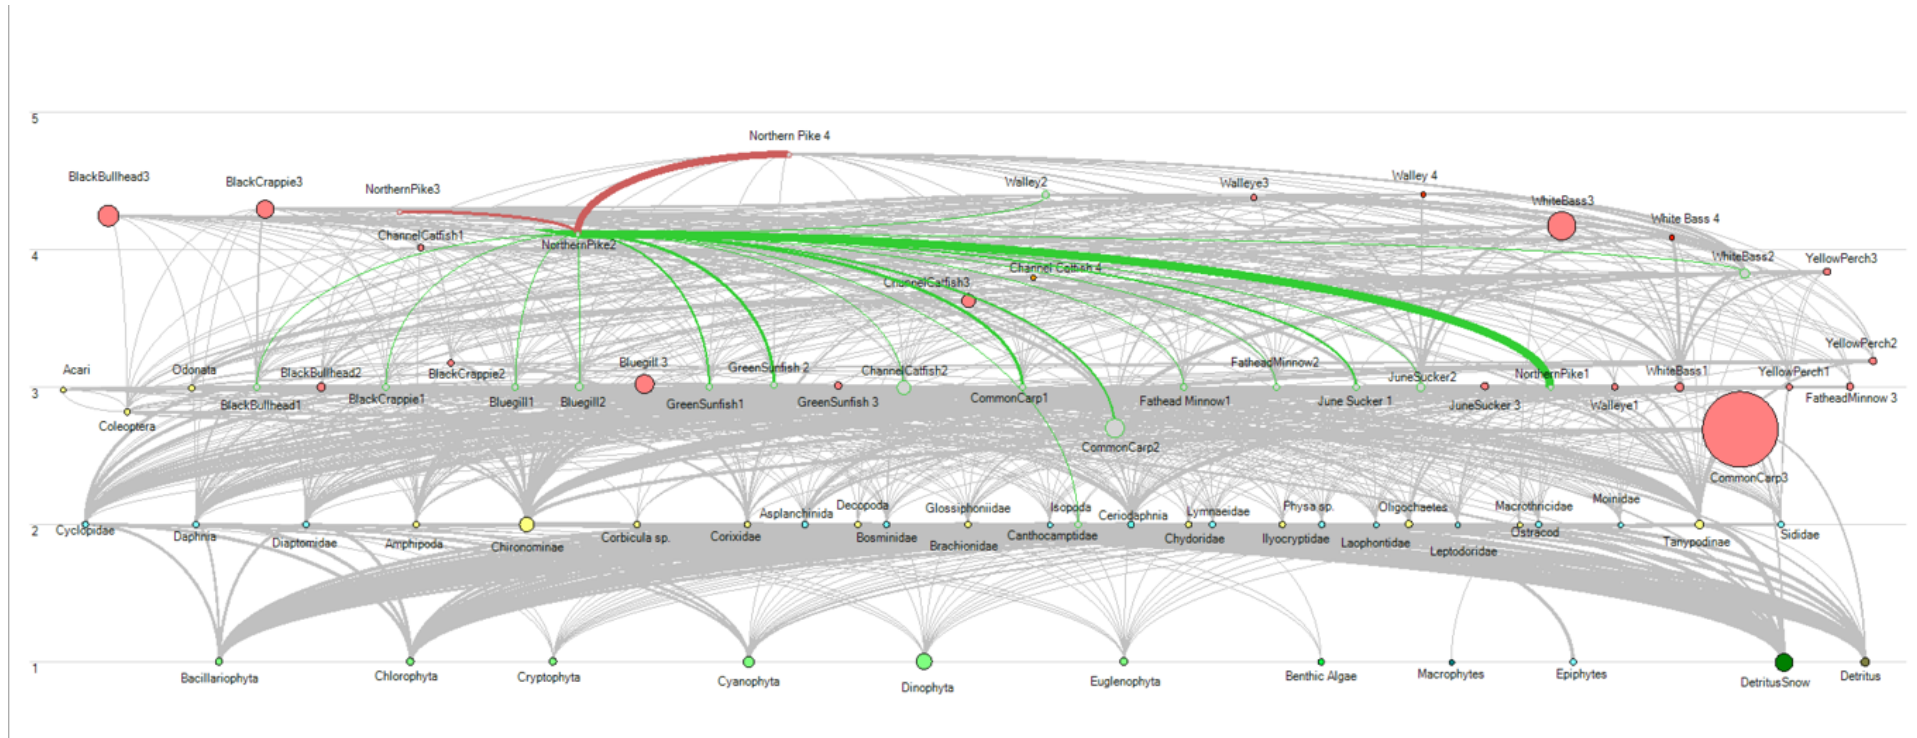 5
Northern Pike 4
BlackBullhead3
BlackCrappie3
NorthernPike3
Walley2
Walleye3
Walley 4
WhiteBass3
White Bass 4
ChannelCatfish1
NorthernPike2
4
WhiteBass2
YellowPerch3
Channel Catfish 4
ChannelCatfish3
Acari
Odonata
BlackBullhead2
BlackCrappie2
Bluegill 3
GreenSunfish 2
ChannelCatfish2
FatheadMinnow2
JuneSucker2
NorthernPike1
WhiteBass1
YellowPerch1
YellowPerch2
3
BlackBullhead1
BlackCrappie1
Bluegill1
Bluegill2
GreenSunfish1
GreenSunfish 3
CommonCarp1
Fathead Minnow1
June Sucker 1
JuneSucker 3
Walleye1
FatheadMinnow 3
Coleoptera
CommonCarp2
CommonCarp3
Asplanchinida
Decopoda
Glossiphoniidae
Isopoda
Ceriodaphnia
Lymnaeidae
Physa sp.
Oligochaetes
Macrothricidae
Moinidae
2
Cyclopidae
Daphnia
Diaptomidae
Amphipoda
Chironominae
Corbicula sp.
Corixidae
Bosminidae
Brachionidae
Canthocamptidae
Chydoridae
Ilyocryptidae
Laophontidae
Leptodoridae
Ostracod
Tanypodinae
Sididae
1
Bacillariophyta
Chlorophyta
Cryptophyta
Cyanophyta
Dinophyta
Euglenophyta
Benthic Algae
Macrophytes
Epiphytes
DetritusSnow
Detritus